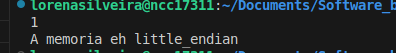 lorenasilveira@ncc17311:~/Documents/Software_b
1
A memoria eh little_endian